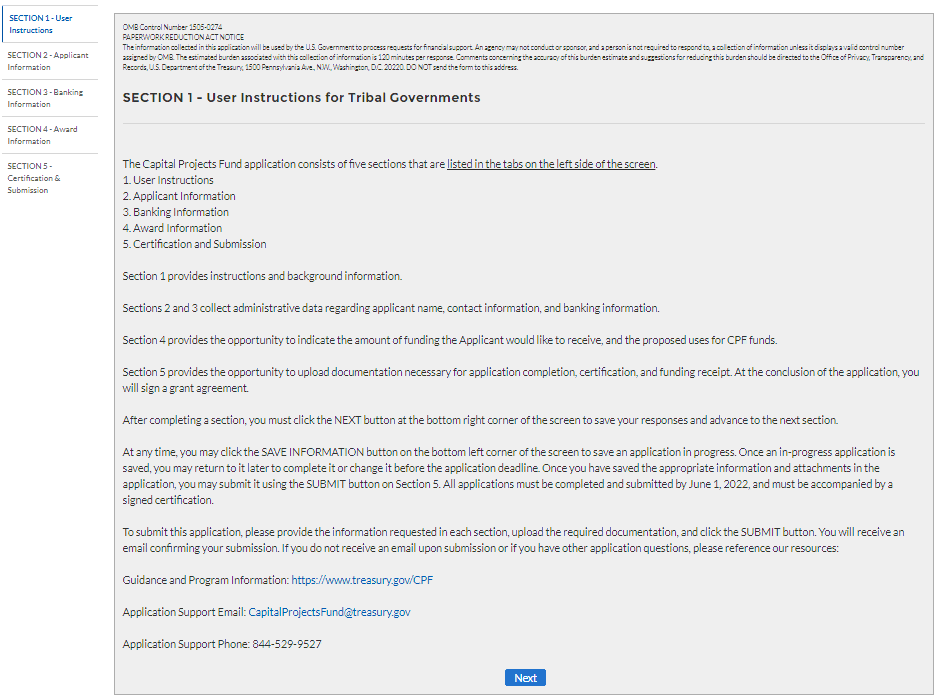 SECTION 1 - User
Instructions
SECTION 2 - Applicant
Information
SECTION 3 - Banking
Information
SECTION 4 - Award
Information
SECTION 5 -
Certification &
Submission
OMB Control Number 1505-0274
PAPERWORK REDUCTION ACT NOTICE
The information collected in this application will be used by the U.S. Government to process requests for financial support. An agency may not conduct or sponsor, and a person is not required to respond to, a collection of information unless it displays a valid control number
assigned by OMB. The estimated burden associated with this collection of information is 120 minutes per response. Comments concerning the accuracy of this burden estimate and suggestions for reducing this burden should be directed to the Office of Privacy, Transparency, and
Records, U.S. Department of the Treasury, 1500 Pennsylvania Ave., N.W., Washington, D.C. 20220. DO NOT send the form to this address.
SECTION 1 - User Instructions for Tribal Governments
The Capital Projects Fund application consists of five sections that are listed in the tabs on the left side of the screen.
1. User Instructions
2. Applicant Information
3. Banking Information
4. Award Information
5. Certification and Submission
Section 1 provides instructions and background information.
Sections 2 and 3 collect administrative data regarding applicant name, contact information, and banking information.
Section 4 provides the opportunity to indicate the amount of funding the Applicant would like to receive, and the proposed uses for CPF funds.
Section 5 provides the opportunity to upload documentation necessary for application completion, certification, and funding receipt. At the conclusion of the application, you
will sign a grant agreement.
After completing a section, you must click the NEXT button at the bottom right corner of the screen to save your responses and advance to the next section.
At any time, you may click the SAVE INFORMATION button on the bottom left corner of the screen to save an application in progress. Once an in-progress application is
saved, you may return to it later to complete it or change it before the application deadline. Once you have saved the appropriate information and attachments in the
application, you may submit it using the SUBMIT button on Section 5. All applications must be completed and submitted by June 1, 2022, and must be accompanied by a
signed certification.
To submit this application, please provide the information requested in each section, upload the required documentation, and click the SUBMIT button. You will receive an
email confirming your submission. If you do not receive an email upon submission or if you have other application questions, please reference our resources:
Guidance and Program Information: https://www.treasury.gov/CPF
Application Support Email: CapitalProjectsFund@treasury.gov
Application Support Phone: 844-529-9527
Next